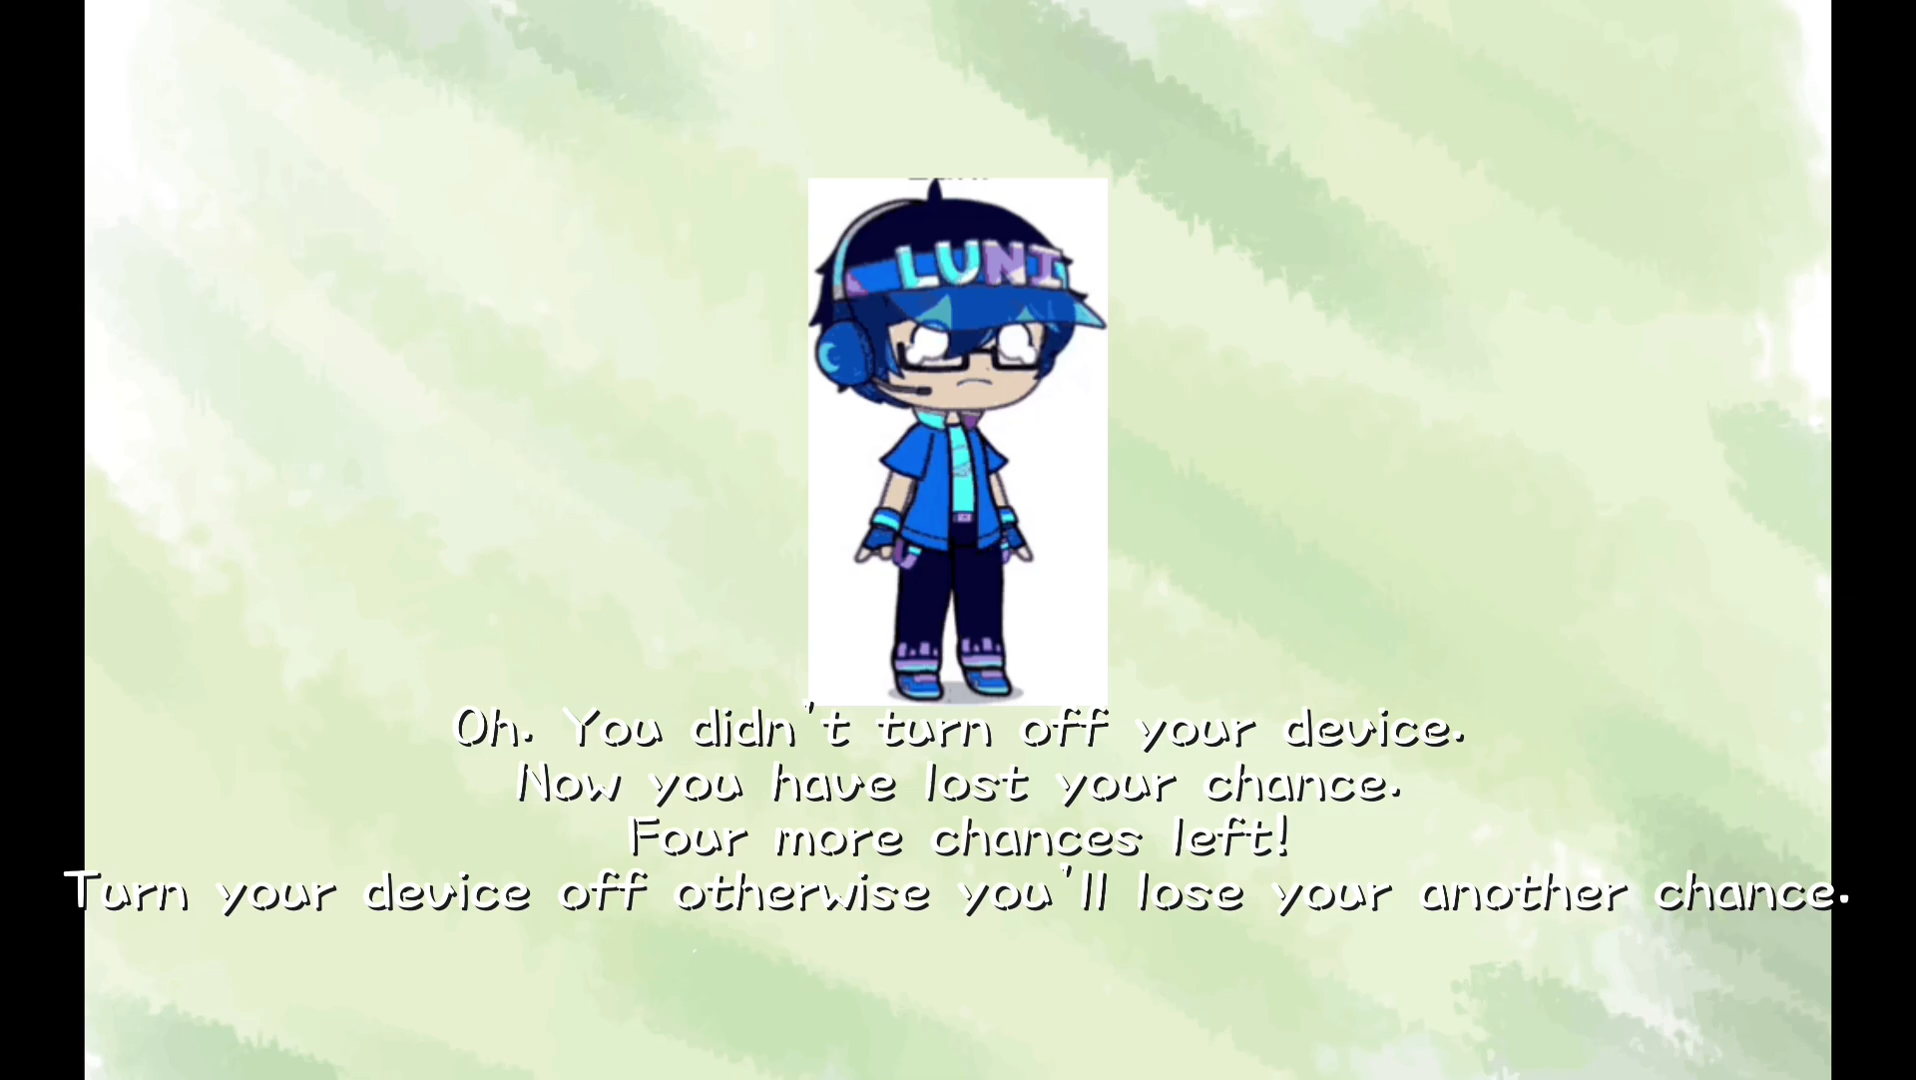 LUNI
Oh. You didn't turn off your device.
Now you have lost your chance.
Four more chances left!
Turn your device off otherwise you'll lose your another chance.